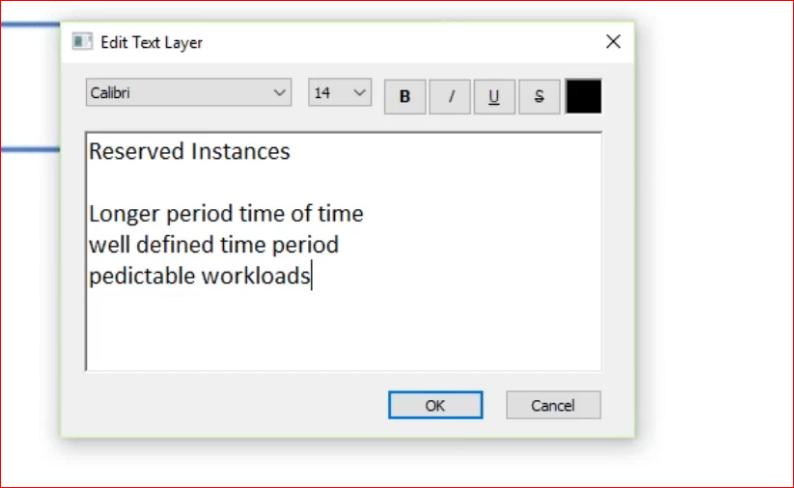 Edit Text Layer
Calibri
14
B
I
U
S
Reserved Instances
Longer period time of time
well defined time period
pedictable workloads
OK
Cancel